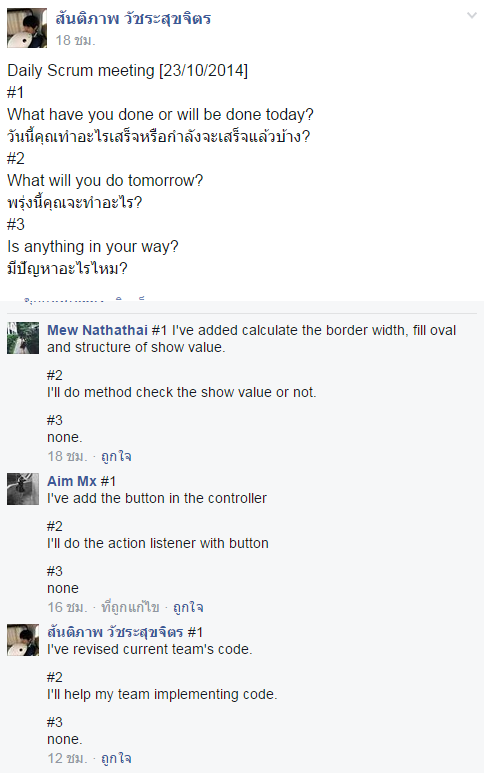 สันติภาพ วัชระสุขจิตร
18 ชม.
Daily Scrum meeting [23/10/2014]
#1
What have you done or will be done today?
วันนี้คุณทำอะไรเสร็จหรือกำลังจะเสร็จแล้วบ้าง?
#2
What will you do tomorrow?
พรุ่งนี้คุณจะทำอะไร?
#3
Is anything in your way?
มีปัญหาอะไรไหม?
Mew Nathathai #1 I've added calculate the border width, fill oval
and structure of show value.
#2
I'll do method check the show value or not.
#3
none.
18 ชม. · ถูกใจ
Aim Mx #1
I've add the button in the controller
#2
I'll do the action listener with button
#3
none
16 ชม. · ที่ถูกแก้ไข · ถูกใจ
สันติภาพ วัชระสุขจิตร #1
I've revised current team's code.
#2
I'll help my team implementing code.
#3
none.
12 ชม. · ถูกใจ